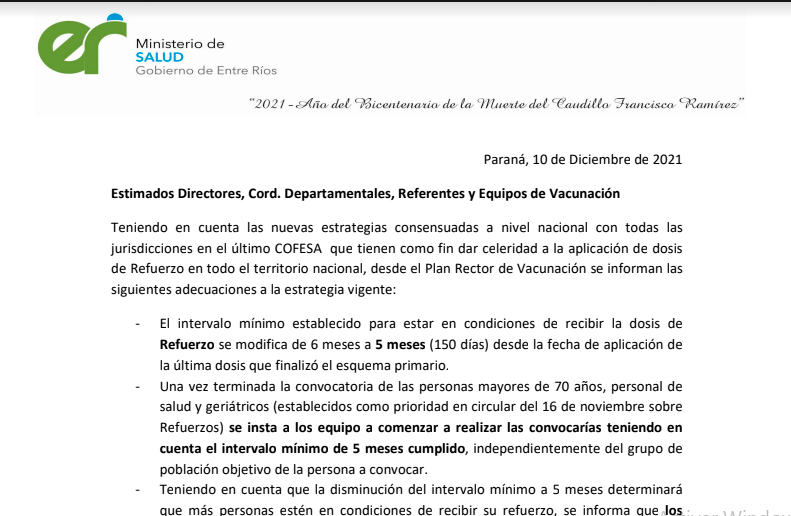 er
Ministerio de
SALUD
Gobierno de Entre Ríos
“2021 - Año del Bicentenario de la Muerte del Caudillo Francisco Ramírez”
Paraná, 10 de Diciembre de 2021
Estimados Directores, Cord. Departamentales, Referentes y Equipos de Vacunación
Teniendo en cuenta las nuevas estrategias consensuadas a nivel nacional con todas las
jurisdicciones en el último COFESA que tienen como fin dar celeridad a la aplicación de dosis
de Refuerzo en todo el territorio nacional, desde el Plan Rector de Vacunación se informan las
siguientes adecuaciones a la estrategia vigente:
- El intervalo mínimo establecido para estar en condiciones de recibir la dosis de
Refuerzo se modifica de 6 meses a 5 meses (150 días) desde la fecha de aplicación de
la última dosis que finalizó el esquema primario.
- Una vez terminada la convocatoria de las personas mayores de 70 años, personal de
salud y geriátricos (establecidos como prioridad en circular del 16 de noviembre sobre
Refuerzos) se insta a los equipo a comenzar a realizar las convocarías teniendo en
cuenta el intervalo mínimo de 5 meses cumplido, independientemente del grupo de
población objetivo de la persona a convocar.
- Teniendo en cuenta que la disminución del intervalo mínimo a 5 meses determinará
que más personas estén en condiciones de recibir su refuerzo, se informa que los